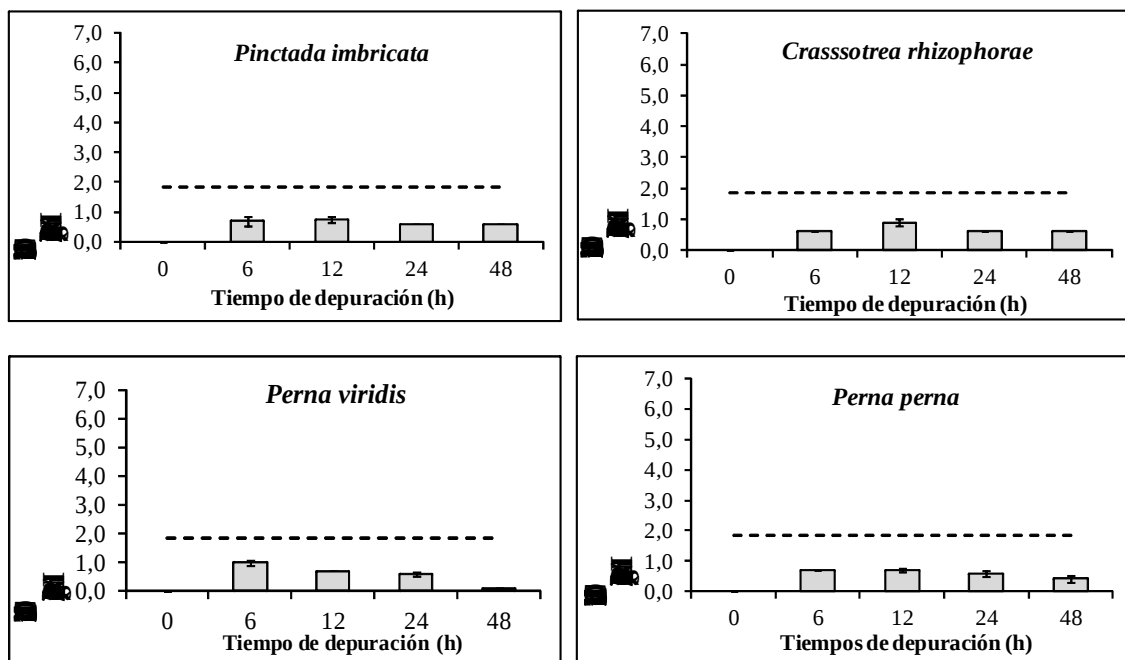 Pinctada imbricata
7,0
6,0
5,0
4,0
3,0
2,0
1,0
0,0
0 6 12 24 48
Tiempo de depuración (h)
Crasssotrea rhizophorae
7,0
6,0
5,0
4,0
3,0
2,0
1,0
0,0
0 6 12 24 48
Tiempo de depuración (h)
Perna viridis
7,0
6,0
5,0
4,0
3,0
2,0
1,0
0,0
0 6 12 24 48
Tiempo de depuración (h)
Perna perna
7,0
6,0
5,0
4,0
3,0
2,0
1,0
0,0
0 6 12 24 48
Tiempos de depuración (h)